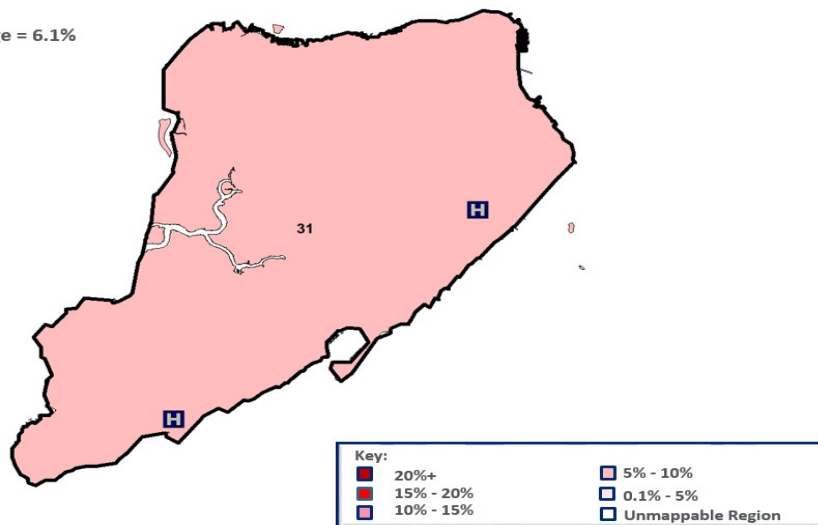 = 6.1%
31
H
H
Key:
20%+
15% - 20%
10% - 15%
5% - 10%
0.1% - 5%
Unmappable Region